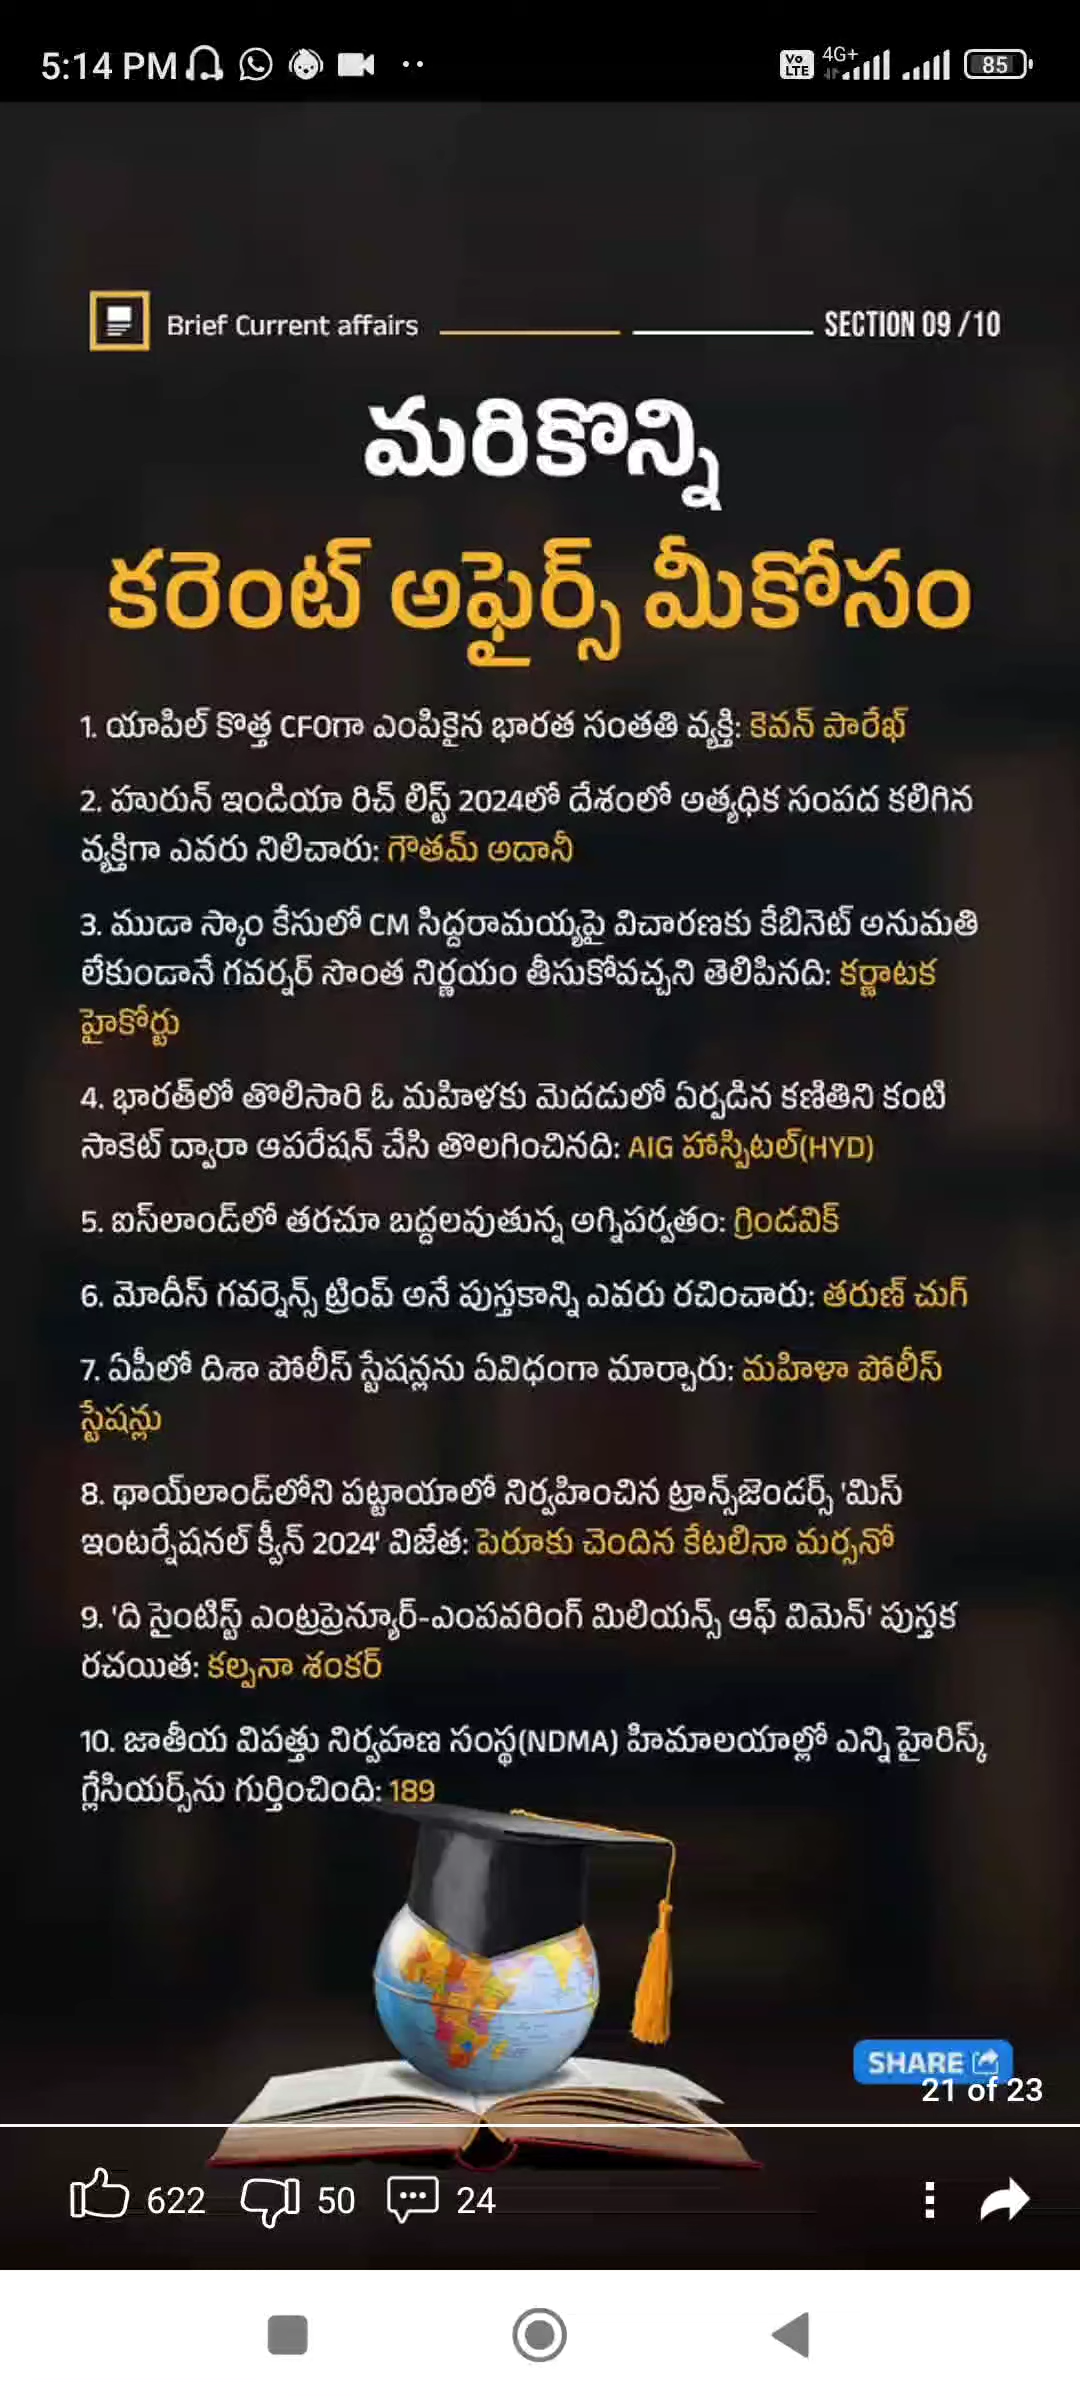 5:14 PM
Vo LTE 4G+ 85
Brief Current affairs
SECTION 09 /10
మరికొన్ని
కరెంట్ అఫైర్స్ మీకోసం
1. యాపిల్ కొత్త CFOగా ఎంపికైన భారత సంతతి వ్యక్తి: కెవన్ పారేఖ్
2. హురున్ ఇండియా రిచ్ లిస్ట్ 2024లో దేశంలో అత్యధిక సంపద కలిగిన
వ్యక్తిగా ఎవరు నిలిచారు: గౌతమ్ అదానీ
3. ముడా స్కాం కేసులో CM సిద్దరామయ్యపై విచారణకు కేబినెట్ అనుమతి
లేకుండానే గవర్నర్ సొంత నిర్ణయం తీసుకోవచ్చని తెలిపినది: కర్ణాటక
హైకోర్టు
4. భారత్‌లో తొలిసారి ఓ మహిళకు మెదడులో ఏర్పడిన కణితిని కంటి
సాకెట్ ద్వారా ఆపరేషన్ చేసి తొలగించినది: AIG హాస్పిటల్(HYD)
5. ఐస్‌లాండ్‌లో తరచూ బద్దలవుతున్న అగ్నిపర్వతం: గ్రిండవిక్
6. మోదీస్ గవర్నెన్స్ ట్రింప్ అనే పుస్తకాన్ని ఎవరు రచించారు: తరుణ్ చుగ్
7. ఏపీలో దిశా పోలీస్ స్టేషన్లను ఏవిధంగా మార్చారు: మహిళా పోలీస్
స్టేషన్లు
8. థాయ్‌లాండ్‌లోని పట్టాయాలో నిర్వహించిన ట్రాన్స్‌జెండర్స్ 'మిస్
ఇంటర్నేషనల్ క్వీన్ 2024' విజేత: పెరూకు చెందిన కేటలినా మర్సనో
9. 'ది సైంటిస్ట్ ఎంట్రప్రెన్యూర్-ఎంపవరింగ్ మిలియన్స్ ఆఫ్ విమెన్' పుస్తక
రచయిత: కల్పనా శంకర్
10. జాతీయ విపత్తు నిర్వహణ సంస్థ(NDMA) హిమాలయాల్లో ఎన్ని హైరిస్క్
గ్లేసియర్స్‌ను గుర్తించింది: 189
SHARE
21 of 23
622 50 24